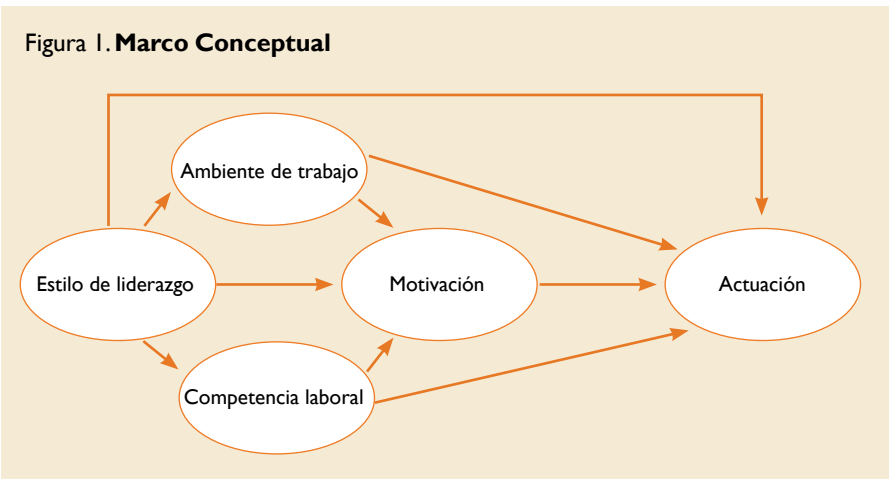 Figura 1. Marco Conceptual
Ambiente de trabajo
Estilo de liderazgo
Motivación
Actuación
Competencia laboral